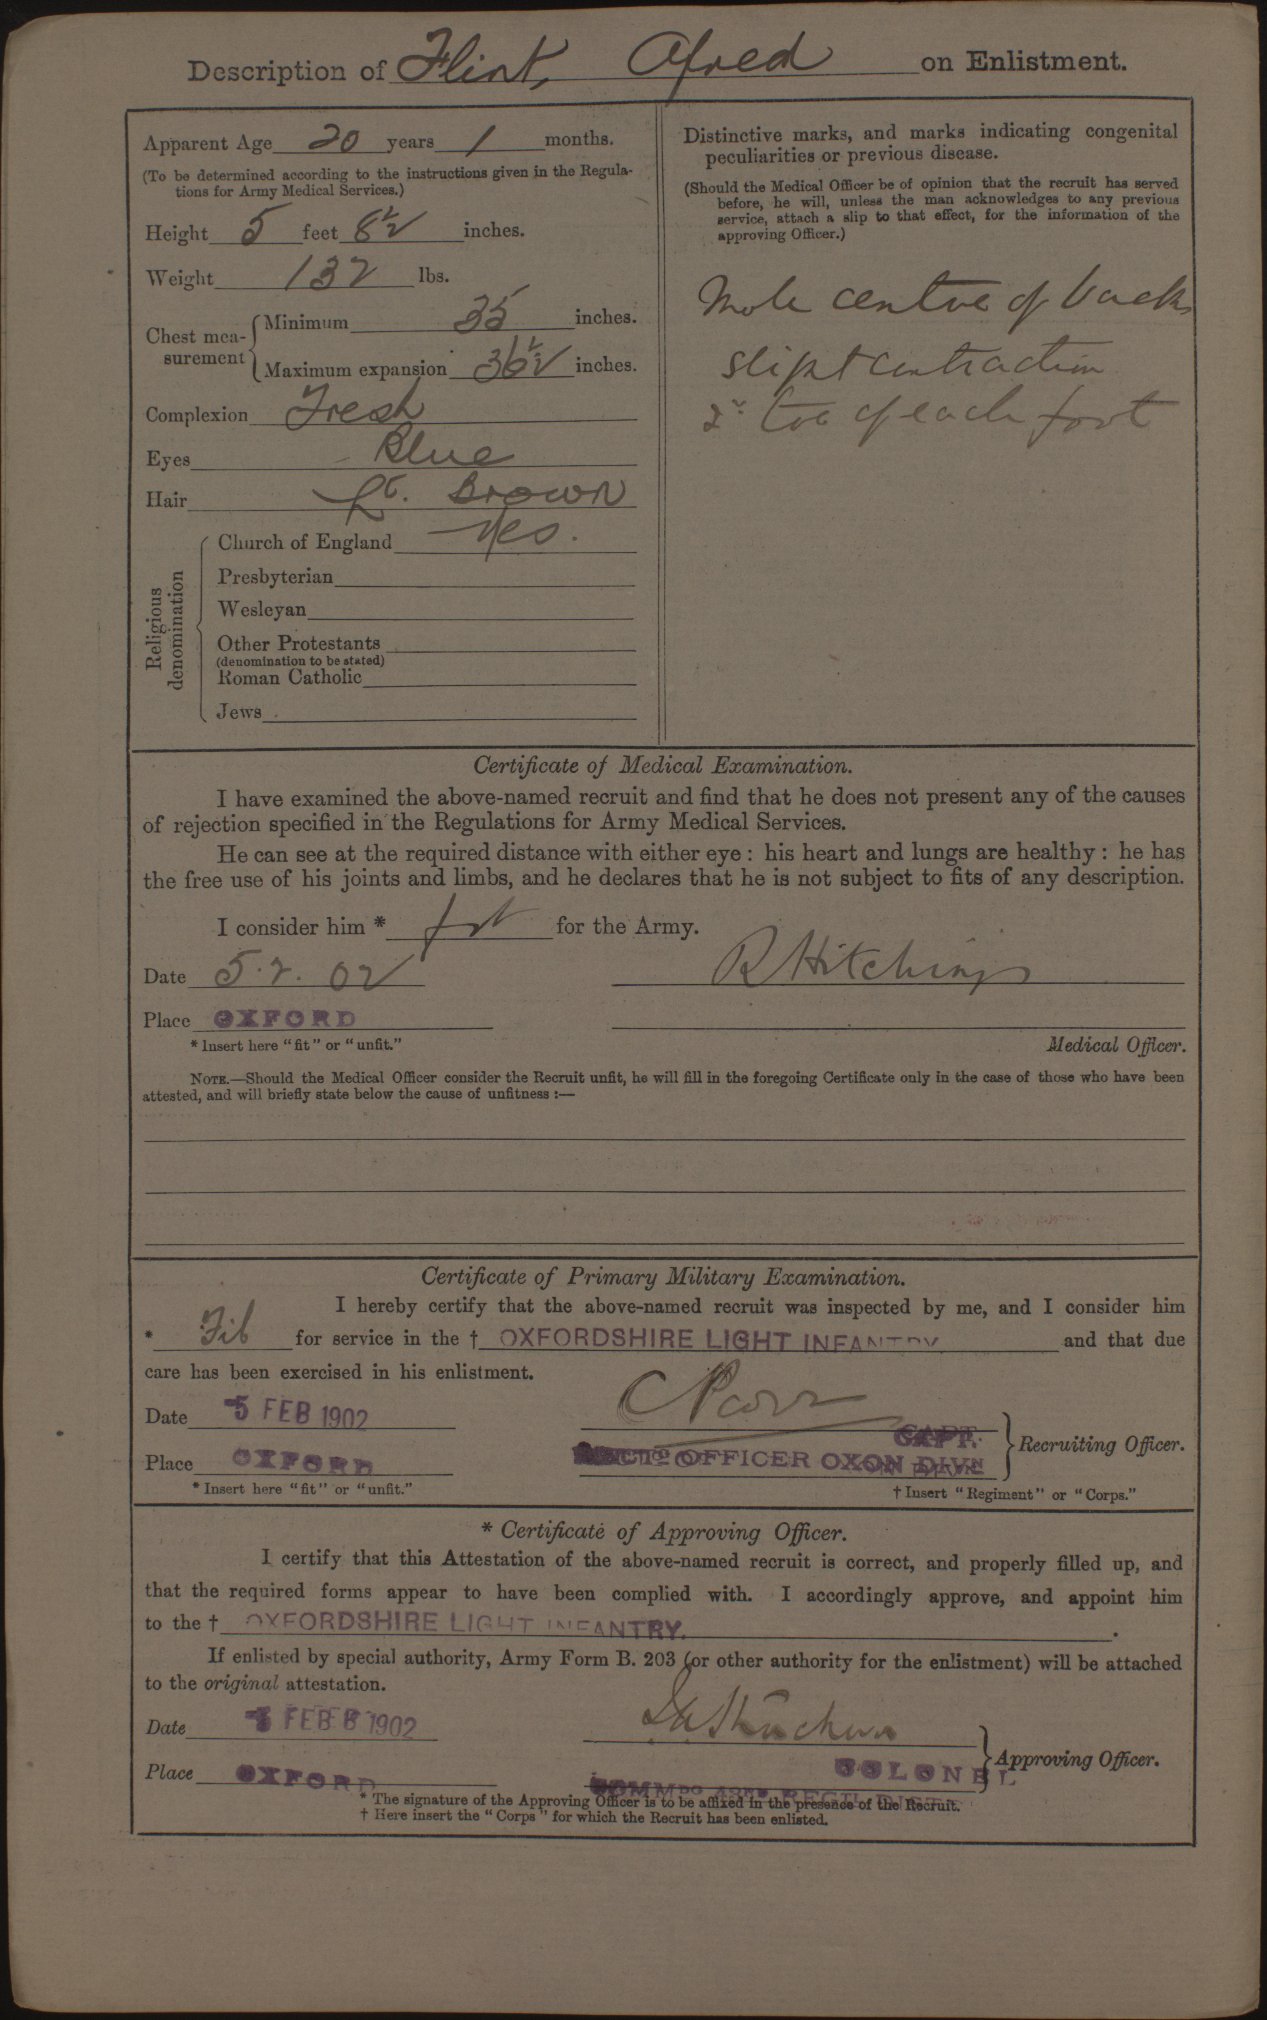 Description of Flint, Alfred on Enlistment.
Apparent Age 20 years 1 months.
(To be determined according to the instructions given in the Regula-
tions for Army Medical Services.)
Height 5 feet 8½ inches.
Weight 132 lbs.
Chest mea-
surement
Minimum 35 inches.
Maximum expansion 36½ inches.
Complexion Fresh
Eyes Blue
Hair Lt. Brown
Religious
denomination
Church of England Yes.
Presbyterian
Wesleyan
Other Protestants
(denomination to be stated)
Roman Catholic
Jews
Distinctive marks, and marks indicating congenital
peculiarities or previous disease.
(Should the Medical Officer be of opinion that the recruit has served
before, he will, unless the man acknowledges to any previous
service, attach a slip to that effect, for the information of the
approving Officer.)
Mole centre of back
slight contraction
2nd toe of each foot
Certificate of Medical Examination.
I have examined the above-named recruit and find that he does not present any of the causes
of rejection specified in the Regulations for Army Medical Services.
He can see at the required distance with either eye : his heart and lungs are healthy : he has
the free use of his joints and limbs, and he declares that he is not subject to fits of any description.
I consider him * fit for the Army.
Date 5.2.02 R Hitchings
Place OXFORD
* Insert here "fit" or "unfit."
Medical Officer.
NOTE.—Should the Medical Officer consider the Recruit unfit, he will fill in the foregoing Certificate only in the case of those who have been
attested, and will briefly state below the cause of unfitness :—
Certificate of Primary Military Examination.
I hereby certify that the above-named recruit was inspected by me, and I consider him
* Fit for service in the † OXFORDSHIRE LIGHT INFANTRY and that due
care has been exercised in his enlistment.
Date 5 FEB 1902
CAPT.
Recruiting Officer.
Place OXFORD OFFICER OXON DIVN
* Insert here "fit" or "unfit."
† Insert "Regiment" or "Corps."
* Certificate of Approving Officer.
I certify that this Attestation of the above-named recruit is correct, and properly filled up, and
that the required forms appear to have been complied with. I accordingly approve, and appoint him
to the † OXFORDSHIRE LIGHT INFANTRY.
If enlisted by special authority, Army Form B. 203 (or other authority for the enlistment) will be attached
to the original attestation.
Date FEB 1902
Approving Officer.
Place OXFORD COLONEL
COMMDG 43RD REGTL DIST
* The signature of the Approving Officer is to be affixed in the presence of the Recruit.
† Here insert the "Corps" for which the Recruit has been enlisted.